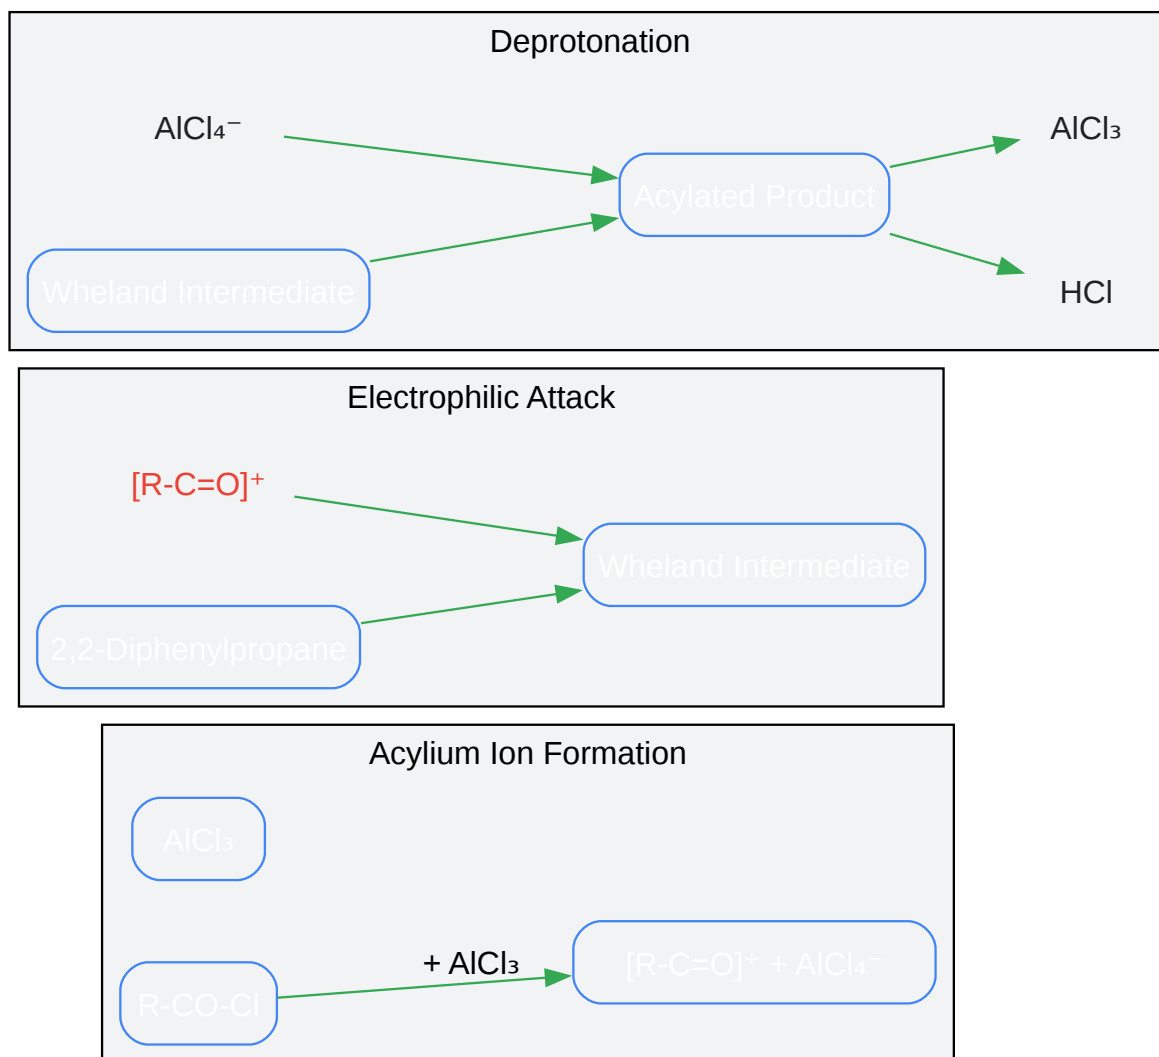 Deprotonation
AlCl₄⁻
Acylated Product
AlCl₃
Wheland Intermediate
HCl
Electrophilic Attack
[R-C=O]⁺
Wheland Intermediate
2,2-Diphenylpropane
Acylium Ion Formation
AlCl₃
+ AlCl₃
[R-C=O]⁺ + AlCl₄⁻
R-CO-Cl